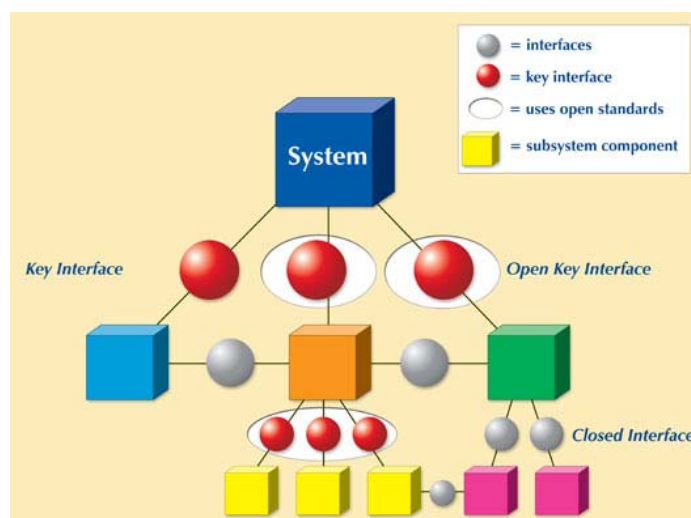 = interfaces
= key interface
= uses open standards
= subsystem component
System
Key Interface
Open Key Interface
Closed Interface